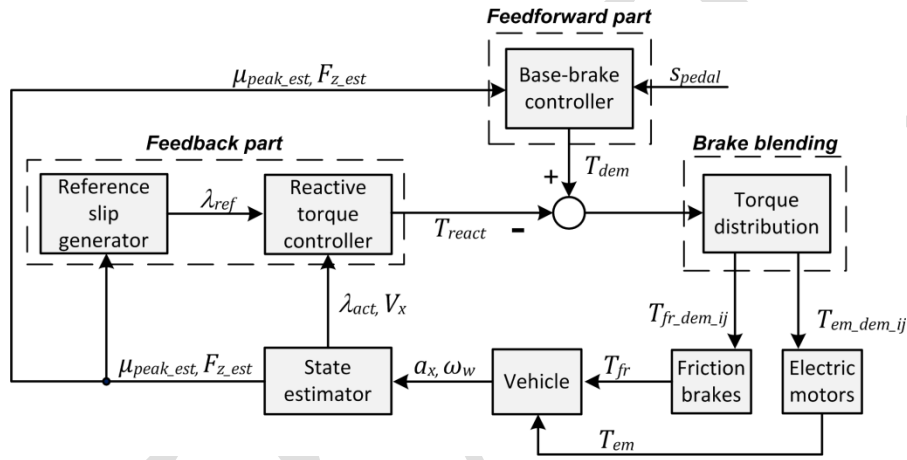 Feedforward part
μpeak_est, Fz_est
Base-brake
controller
spedal
Feedback part
Brake blending
Reference
slip
generator
λref
Reactive
torque
controller
Treact
+
-
Tdem
Torque
distribution
λact, Vx
Tfr_dem_ij
Tem_dem_ij
μpeak_est, Fz_est
State
estimator
ax, ωw
Vehicle
Tfr
Friction
brakes
Electric
motors
Tem